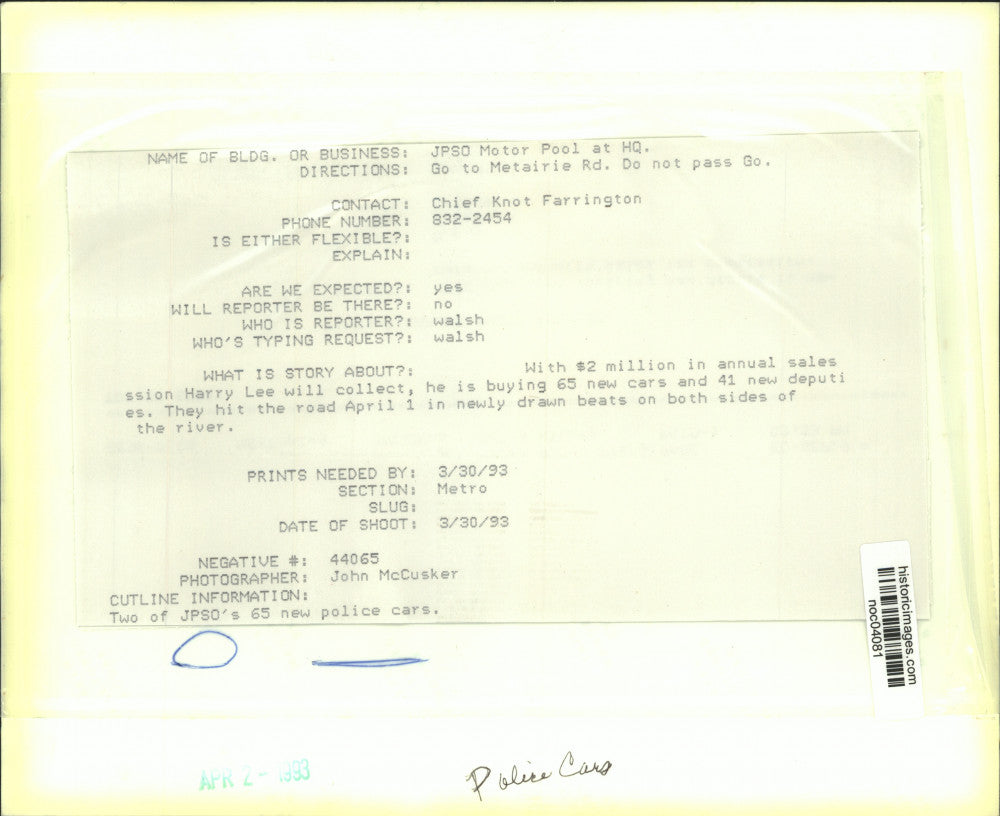 NAME OF BLDG. OR BUSINESS: JPSO Motor Pool at HQ.
DIRECTIONS: Go to Metairie Rd. Do not pass Go.
CONTACT: Chief Knot Farrington
PHONE NUMBER: 832-2454
IS EITHER FLEXIBLE?:
EXPLAIN:
ARE WE EXPECTED?: yes
WILL REPORTER BE THERE?: no
WHO IS REPORTER?: walsh
WHO'S TYPING REQUEST?: walsh
WHAT IS STORY ABOUT?: With $2 million in annual sales
ssion Harry Lee will collect, he is buying 65 new cars and 41 new deputi
es. They hit the road April 1 in newly drawn beats on both sides of
the river.
PRINTS NEEDED BY: 3/30/93
SECTION: Metro
SLUG:
DATE OF SHOOT: 3/30/93
NEGATIVE #: 44065
PHOTOGRAPHER: John McCusker
CUTLINE INFORMATION:
Two of JPSO's 65 new police cars.
historicimages.com
noc04081
APR 2 - 1993
Police Cars